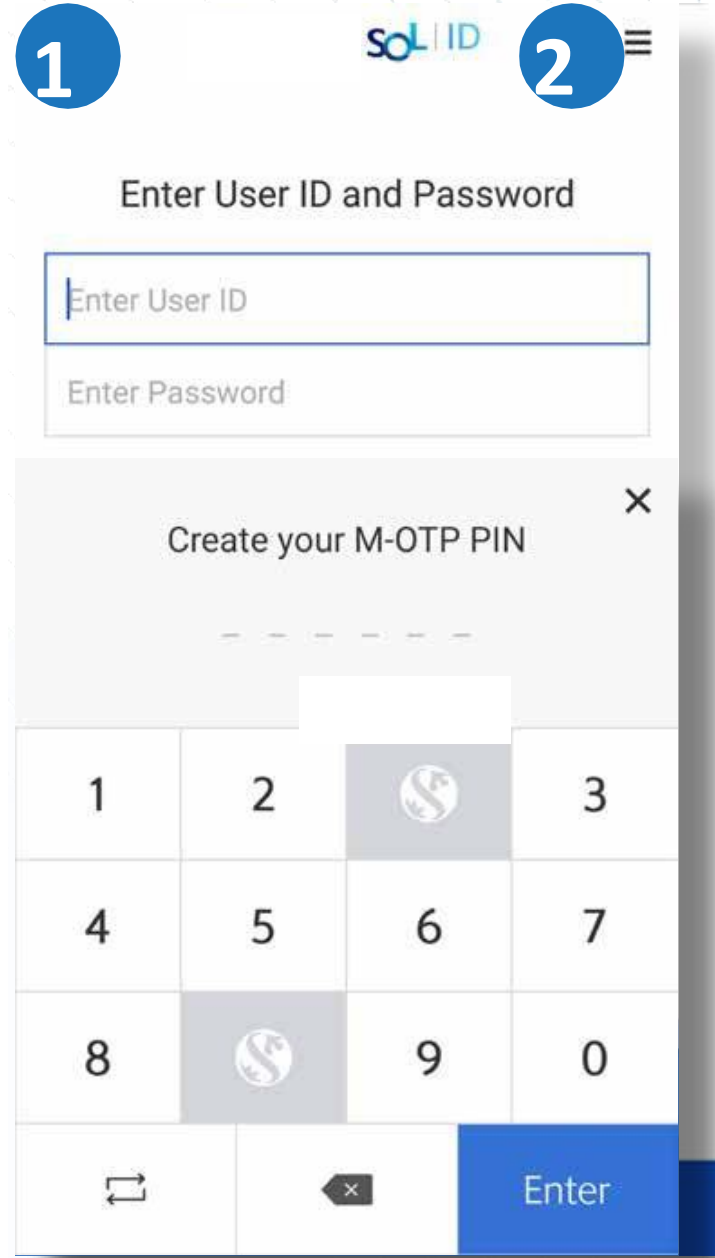 1
SOL ID
2
Enter User ID and Password
Enter User ID
Enter Password
Create your M-OTP PIN
1 2 3
4 5 6 7
8 9 0
Enter